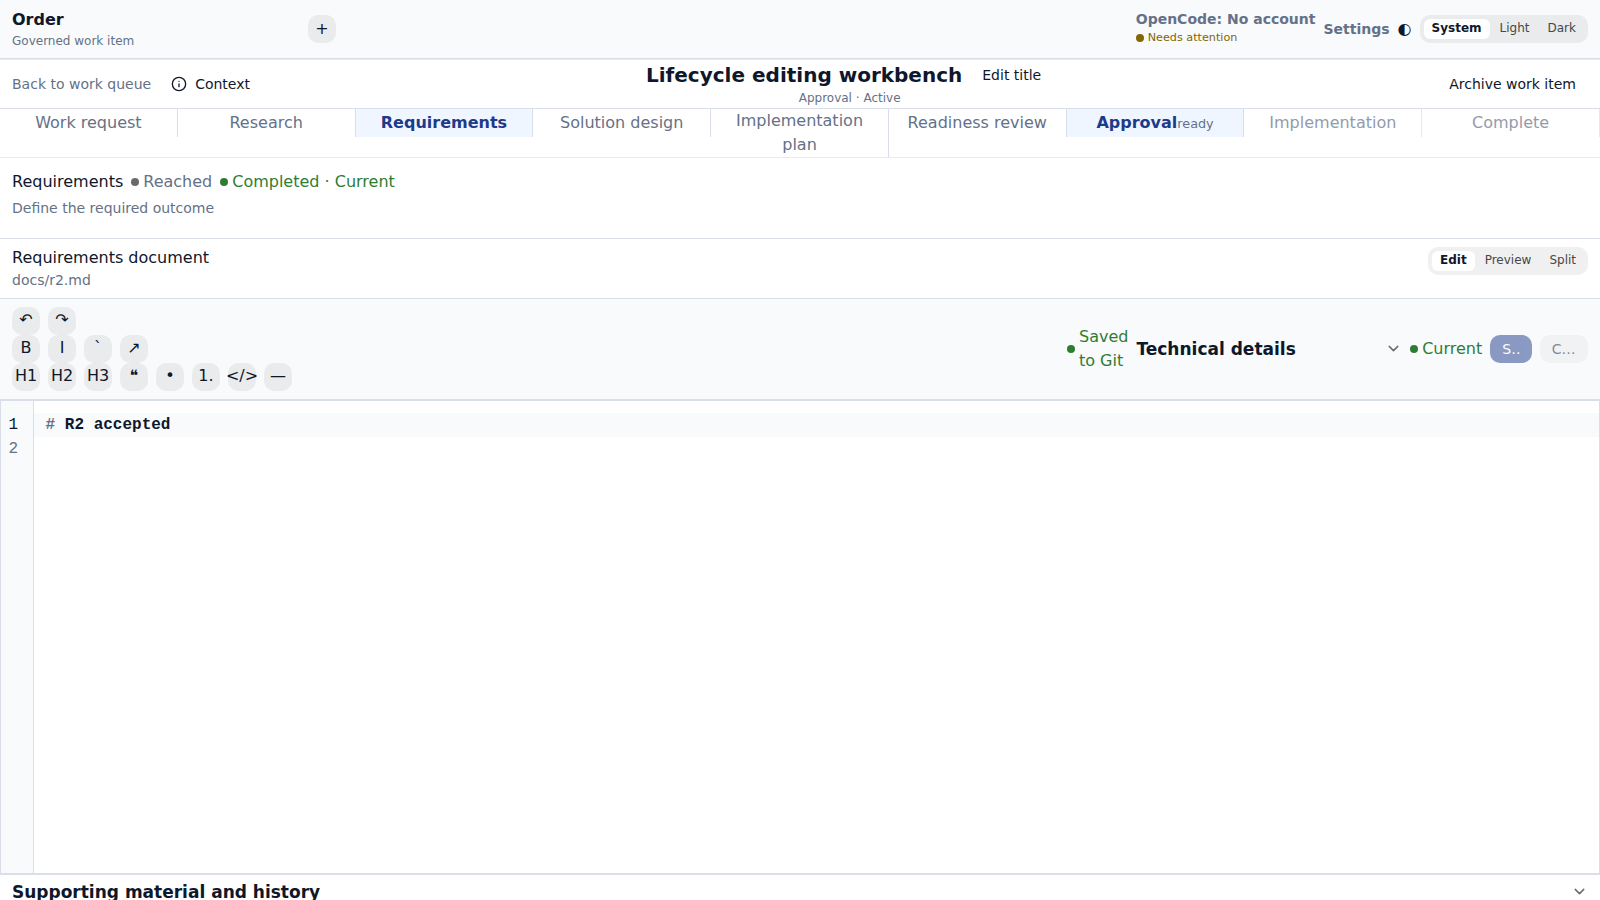 Order
Governed work item
+
OpenCode: No account
Needs attention
Settings
System Light Dark
Back to work queue
Context
Lifecycle editing workbench
Edit title
Approval · Active
Archive work item
Work request
Research
Requirements
Solution design
Implementation
plan
Readiness review
Approvalready
Implementation
Complete
Requirements Reached Completed · Current
Define the required outcome
Requirements document
docs/r2.md
Edit Preview Split
↶ ↷
B I ` ↗
H1 H2 H3 ❝ • 1. </> —
Saved
to Git
Technical details
Current
S..
C...
1 # R2 accepted
2
Supporting material and history